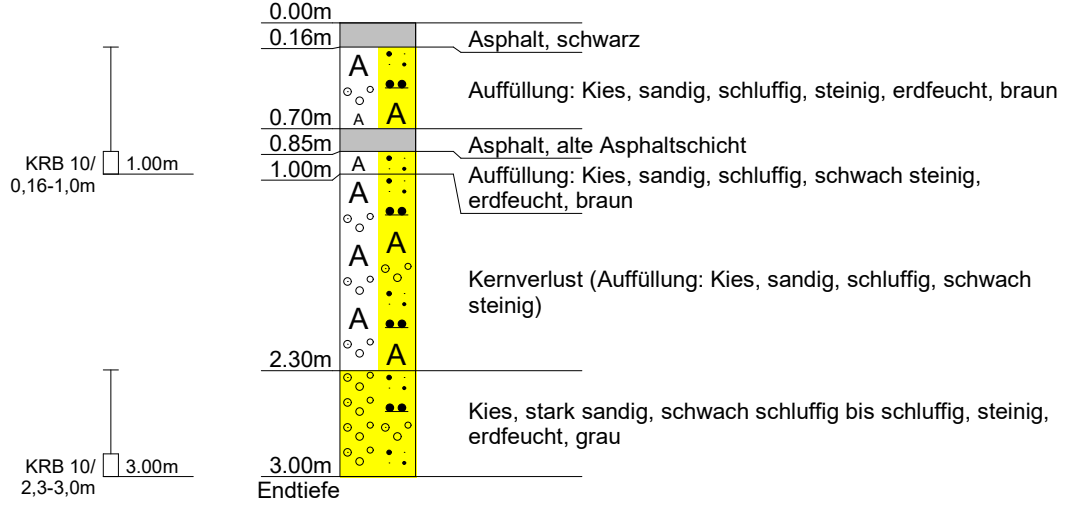 0.00m
0.16m
Asphalt, schwarz
A
Auffüllung: Kies, sandig, schluffig, steinig, erdfeucht, braun
A A
0.70m
0.85m
Asphalt, alte Asphaltschicht
KRB 10/ 1.00m
0,16-1,0m
1.00m
A
Auffüllung: Kies, sandig, schluffig, schwach steinig,
erdfeucht, braun
A
A
A
Kernverlust (Auffüllung: Kies, sandig, schluffig, schwach
steinig)
A
A
2.30m
Kies, stark sandig, schwach schluffig bis schluffig, steinig,
erdfeucht, grau
KRB 10/ 3.00m
2,3-3,0m
3.00m
Endtiefe